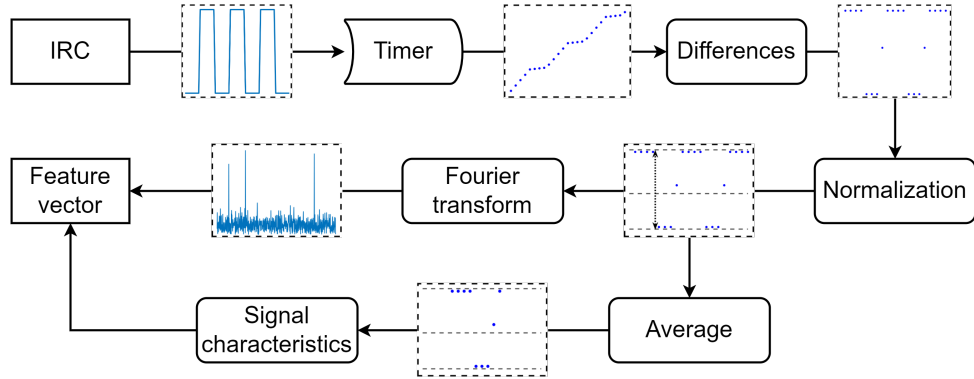 IRC
Timer
Differences
Feature
vector
Fourier
transform
Normalization
Signal
characteristics
Average